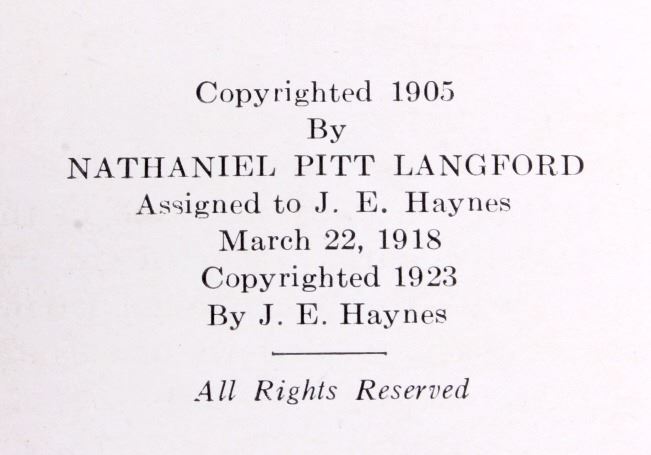 Copyrighted 1905
By
NATHANIEL PITT LANGFORD
Assigned to J. E. Haynes
March 22, 1918
Copyrighted 1923
By J. E. Haynes
All Rights Reserved